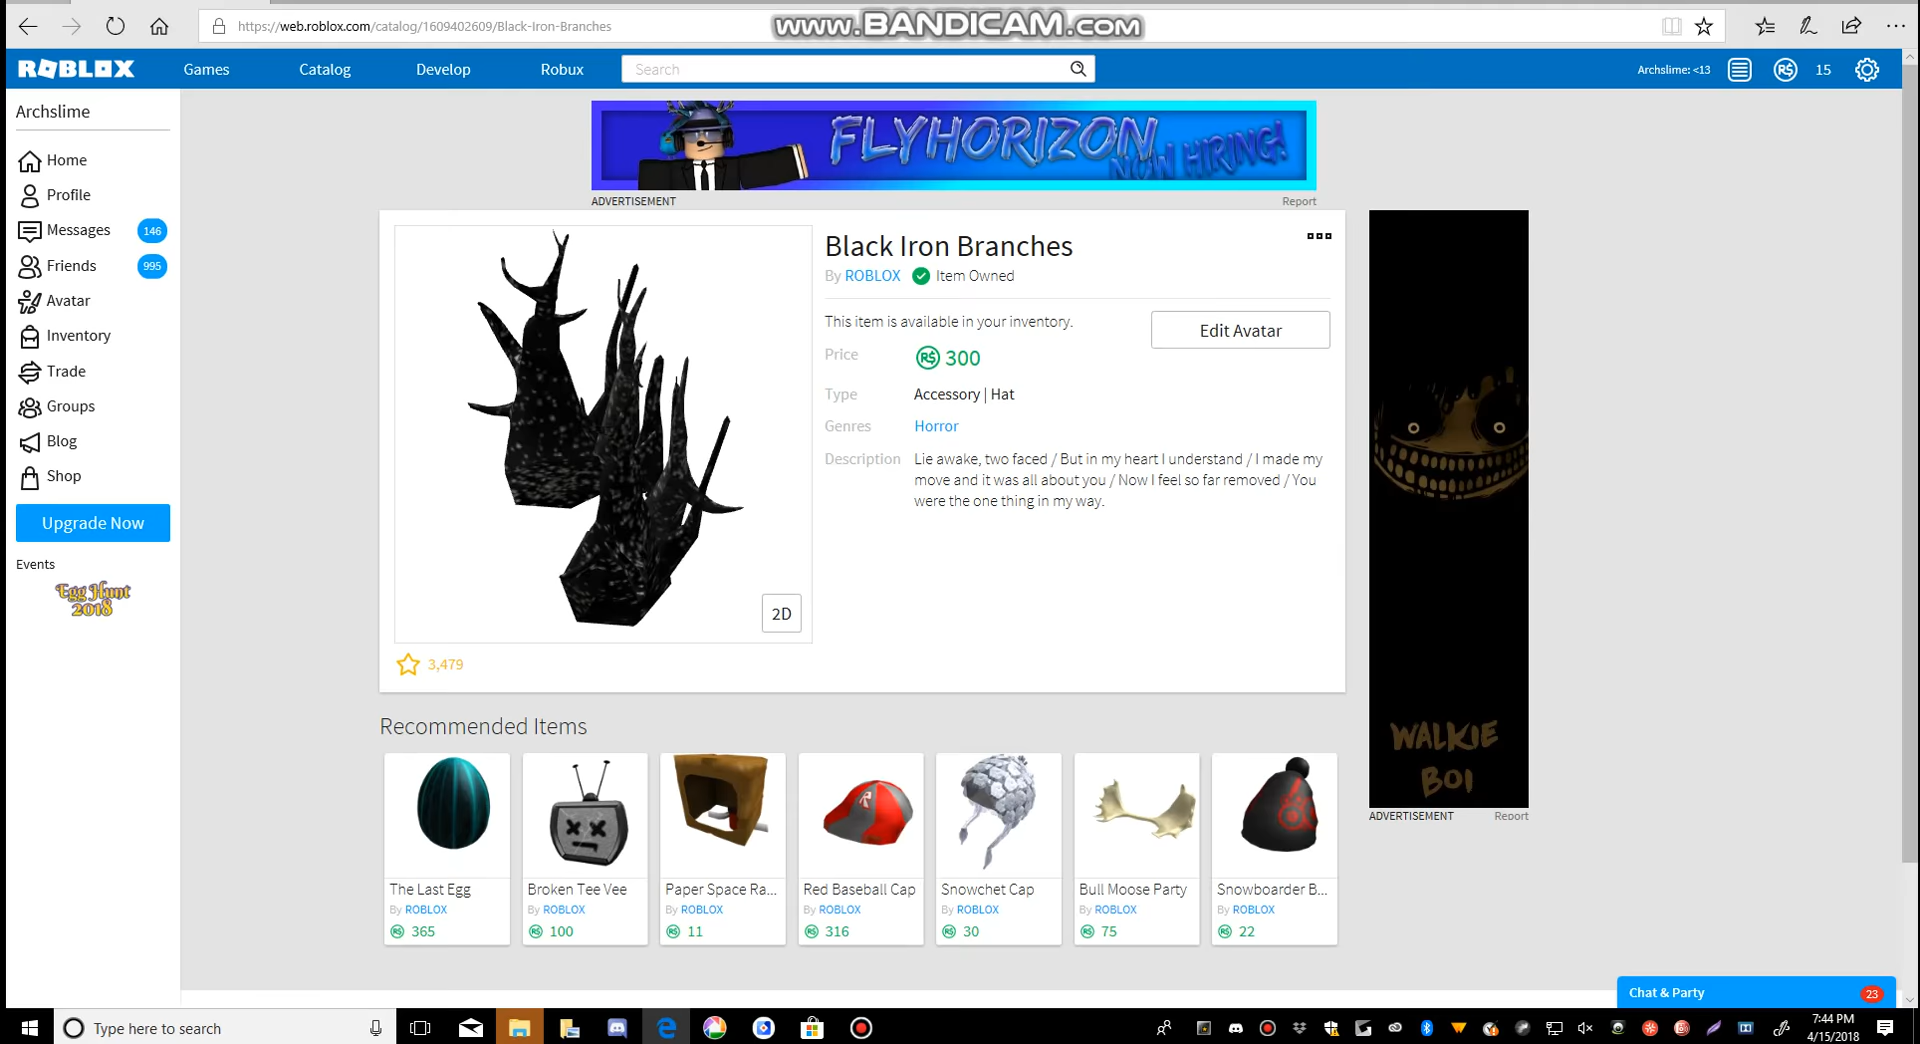 https://web.roblox.com/catalog/1609402609/Black-Iron-Branches
www.BANDICAM.com
ROBLOX
Games
Catalog
Develop
Robux
Search
Archslime: <13
15
Archslime
Home
Profile
Messages
146
Friends
995
Avatar
Inventory
Trade
Groups
Blog
Shop
Upgrade Now
Events
Egg Hunt
2018
FLYHORIZON
NOW HIRING!
ADVERTISEMENT
Report
Black Iron Branches
By ROBLOX Item Owned
This item is available in your inventory.
Edit Avatar
Price R$ 300
Type Accessory | Hat
Genres Horror
Description Lie awake, two faced / But in my heart I understand / I made my
move and it was all about you / Now I feel so far removed / You
were the one thing in my way.
2D
3,479
WALKIE
BOI
ADVERTISEMENT
Report
Recommended Items
The Last Egg
By ROBLOX
R$ 365
Broken Tee Vee
By ROBLOX
R$ 100
Paper Space Ra...
By ROBLOX
R$ 11
Red Baseball Cap
By ROBLOX
R$ 316
Snowchet Cap
By ROBLOX
R$ 30
Bull Moose Party
By ROBLOX
R$ 75
Snowboarder B...
By ROBLOX
R$ 22
Chat & Party
23
Type here to search
7:44 PM
4/15/2018